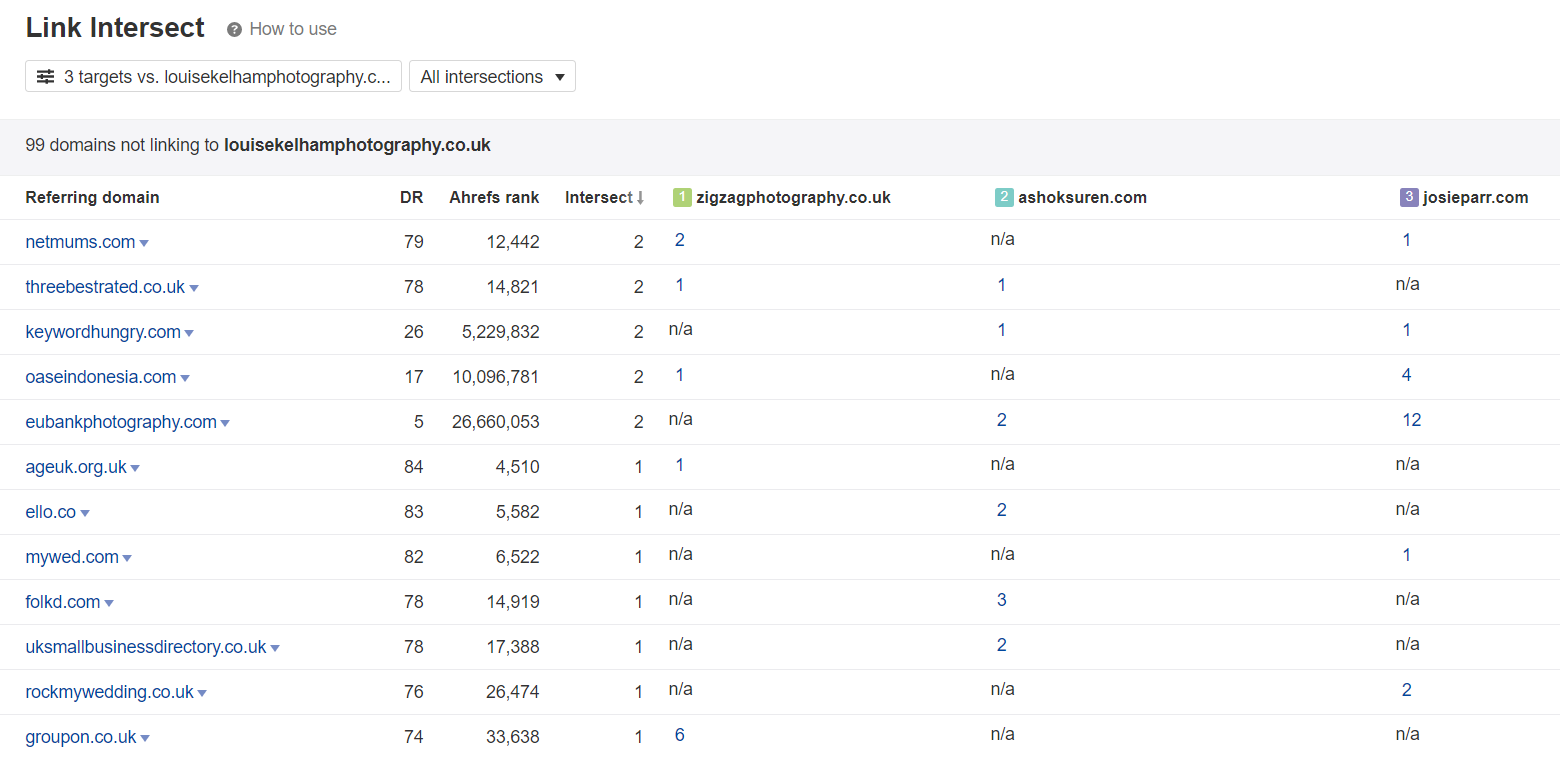 Link Intersect ? How to use
3 targets vs. louisekelhamphotography.c... All intersections
99 domains not linking to louisekelhamphotography.co.uk
Referring domain DR Ahrefs rank Intersect↓ 1 zigzagphotography.co.uk 2 ashoksuren.com 3 josieparr.com
netmums.com 79 12,442 2 2 n/a 1
threebestrated.co.uk 78 14,821 2 1 1 n/a
keywordhungry.com 26 5,229,832 2 n/a 1 1
oaseindonesia.com 17 10,096,781 2 1 n/a 4
eubankphotography.com 5 26,660,053 2 n/a 2 12
ageuk.org.uk 84 4,510 1 1 n/a n/a
ello.co 83 5,582 1 n/a 2 n/a
mywed.com 82 6,522 1 n/a n/a 1
folkd.com 78 14,919 1 n/a 3 n/a
uksmallbusinessdirectory.co.uk 78 17,388 1 n/a 2 n/a
rockmywedding.co.uk 76 26,474 1 n/a n/a 2
groupon.co.uk 74 33,638 1 6 n/a n/a